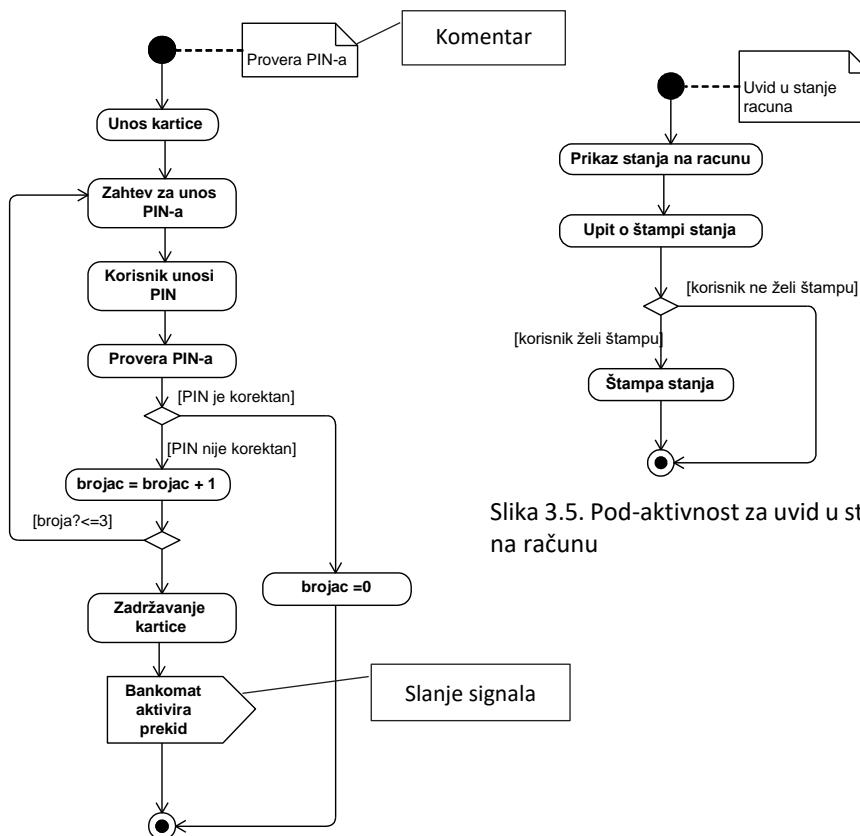 Komentar
Provera PIN-a
Unos kartice
Zahtev za unos
PIN-a
Korisnik unosi
PIN
Provera PIN-a
[PIN je korektan]
[PIN nije korektan]
brojac = brojac + 1
[broja?<=3]
brojac =0
Zadržavanje
kartice
Bankomat
aktivira
prekid
Slanje signala
Uvid u stanje
racuna
Prikaz stanja na racunu
Upit o štampi stanja
[korisnik ne želi štampu]
[korisnik želi štampu]
Štampa stanja
Slika 3.5. Pod-aktivnost za uvid u st
na računu